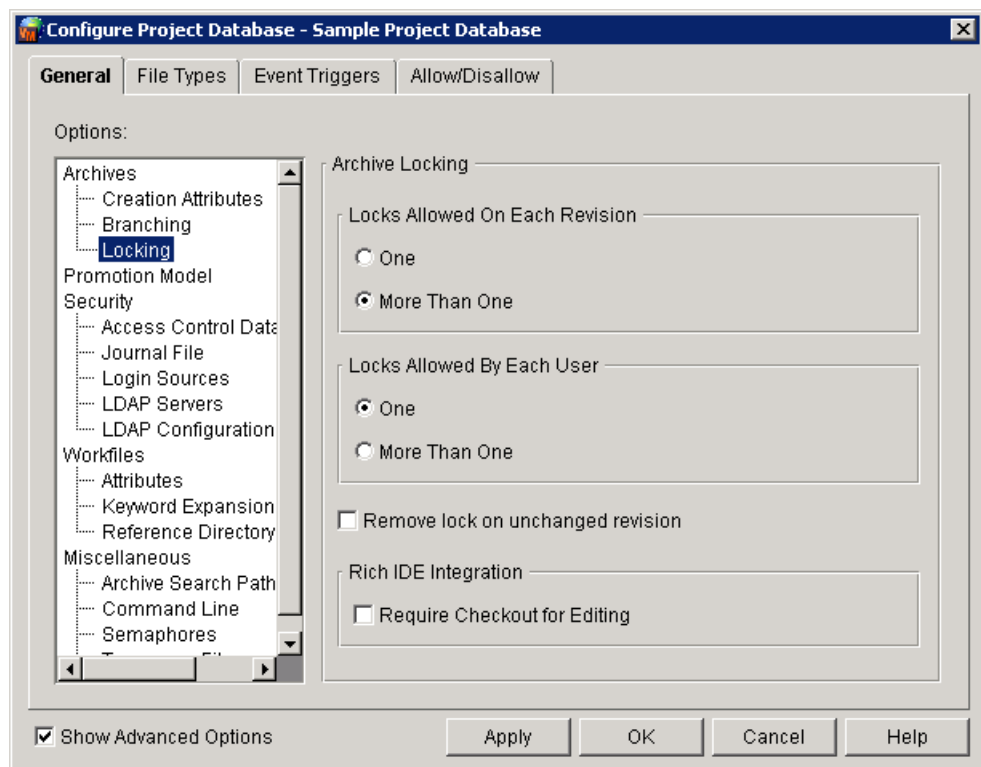 Configure Project Database - Sample Project Database
General
File Types
Event Triggers
Allow/Disallow
Options:
Archives
Creation Attributes
Branching
Locking
Promotion Model
Security
Access Control Data
Journal File
Login Sources
LDAP Servers
LDAP Configuration
Workfiles
Attributes
Keyword Expansion
Reference Directory
Miscellaneous
Archive Search Path
Command Line
Semaphores
Archive Locking
Locks Allowed On Each Revision
One
More Than One
Locks Allowed By Each User
One
More Than One
Remove lock on unchanged revision
Rich IDE Integration
Require Checkout for Editing
Show Advanced Options
Apply
OK
Cancel
Help